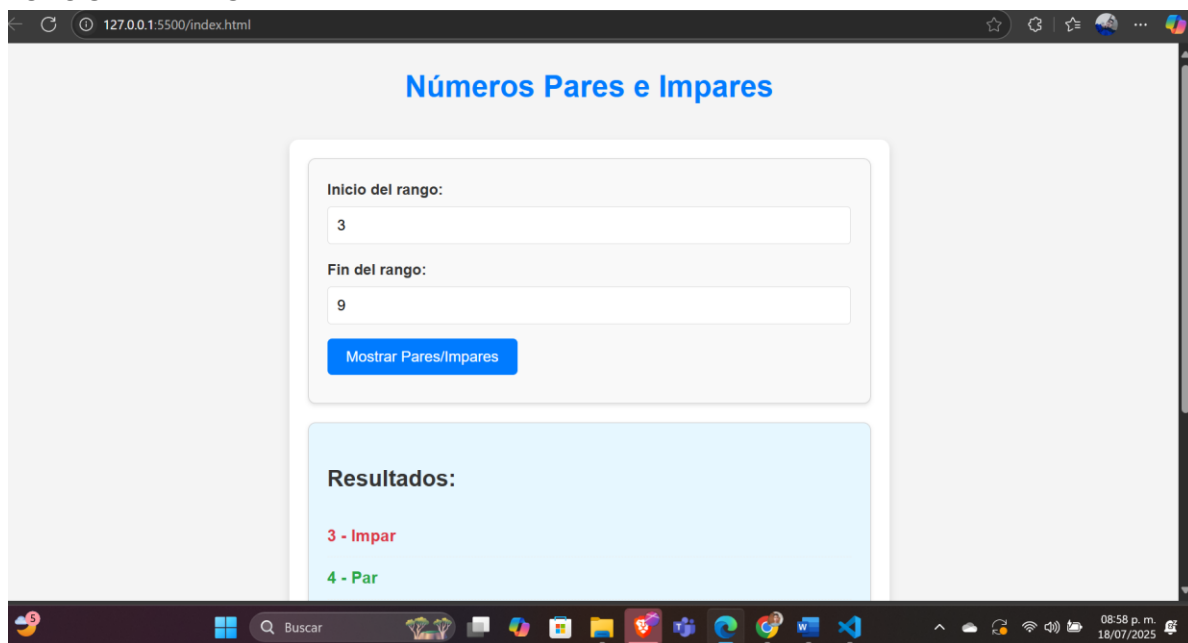 127.0.0.1:5500/index.html
Números Pares e Impares
Inicio del rango:
3
Fin del rango:
9
Mostrar Pares/Impares
Resultados:
3 - Impar
4 - Par
5
Buscar
08:58 p. m.
18/07/2025